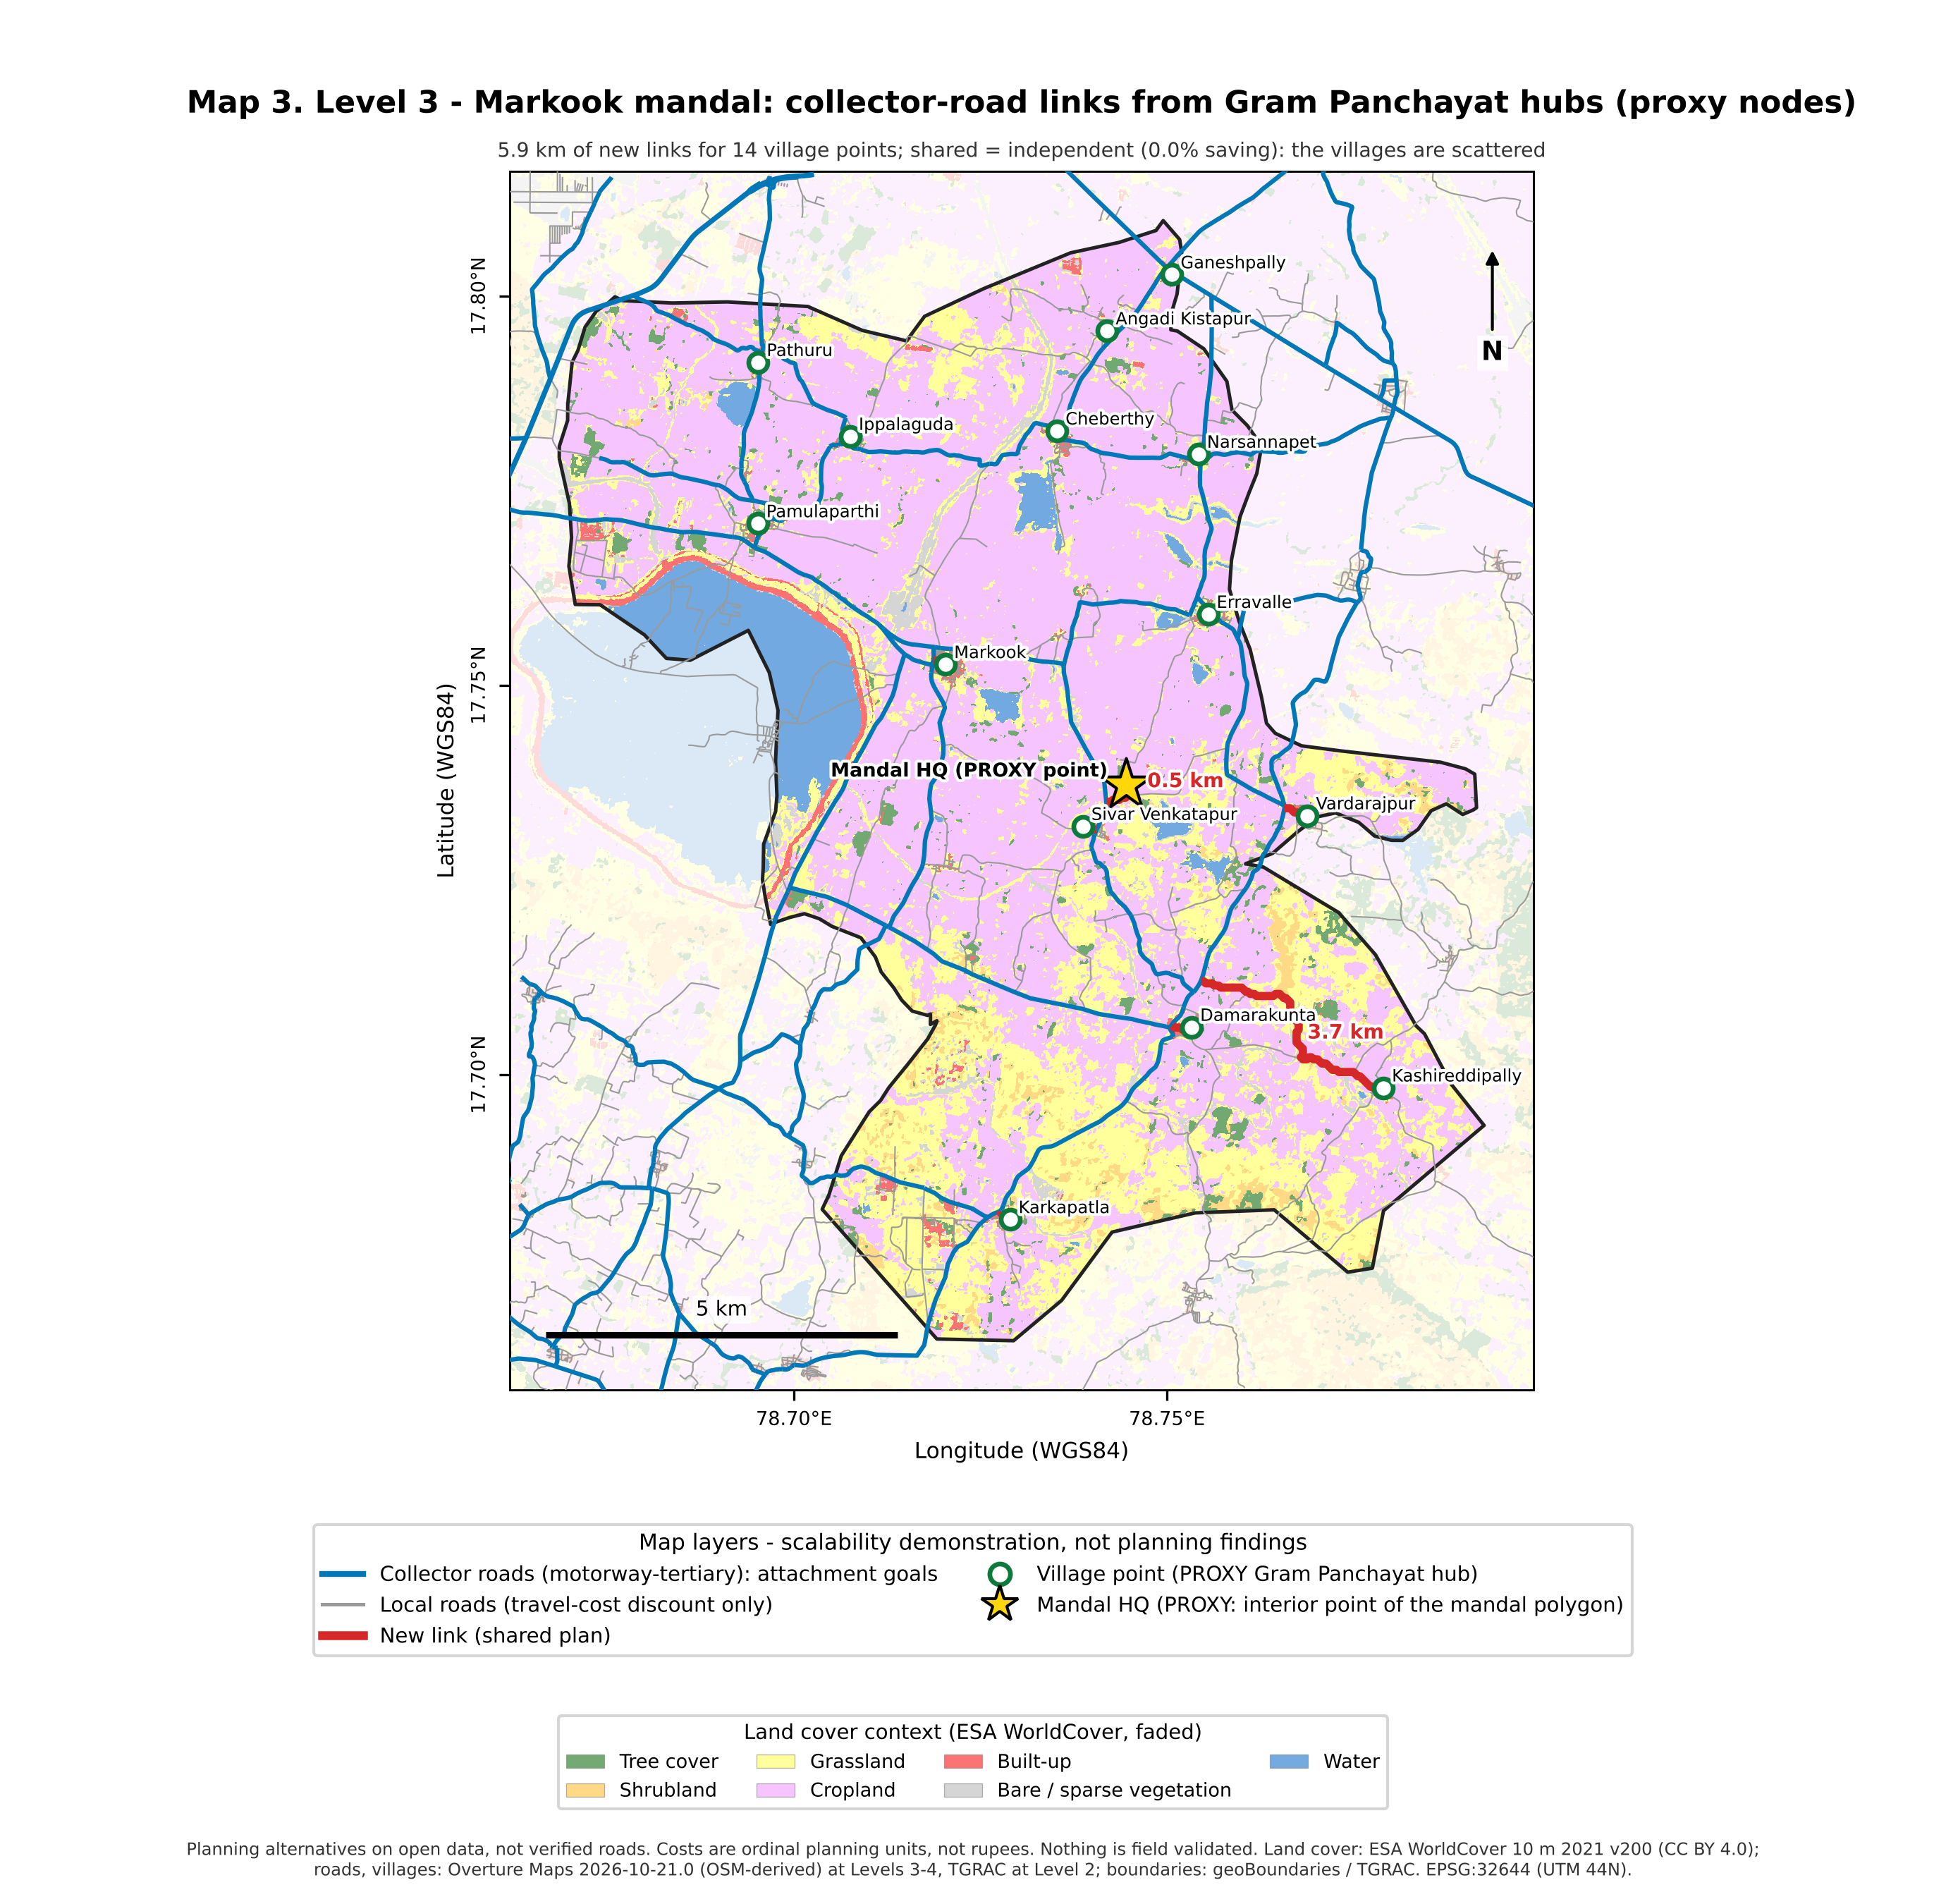 Map 3. Level 3 - Markook mandal: collector-road links from Gram Panchayat hubs (proxy nodes)
5.9 km of new links for 14 village points; shared = independent (0.0% saving): the villages are scattered
Ganeshpally
17.80°N
Angadi Kistapur
N
Pathuru
Cheberthy
Ippalaguda
Narsannapet
Pamulaparthi
Erravalle
Markook
17.75°N
Mandal HQ (PROXY point)
0.5 km
Latitude (WGS84)
Vardarajpur
Sivar Venkatapur
Damarakunta
3.7 km
Kashireddipally
17.70°N
Karkapatla
5 km
78.70°E
78.75°E
Longitude (WGS84)
Map layers - scalability demonstration, not planning findings
Collector roads (motorway-tertiary): attachment goals
Local roads (travel-cost discount only)
New link (shared plan)
Village point (PROXY Gram Panchayat hub)
Mandal HQ (PROXY: interior point of the mandal polygon)
Land cover context (ESA WorldCover, faded)
Tree cover
Shrubland
Grassland
Cropland
Built-up
Bare / sparse vegetation
Water
Planning alternatives on open data, not verified roads. Costs are ordinal planning units, not rupees. Nothing is field validated. Land cover: ESA WorldCover 10 m 2021 v200 (CC BY 4.0);
roads, villages: Overture Maps 2026-10-21.0 (OSM-derived) at Levels 3-4, TGRAC at Level 2; boundaries: geoBoundaries / TGRAC. EPSG:32644 (UTM 44N).